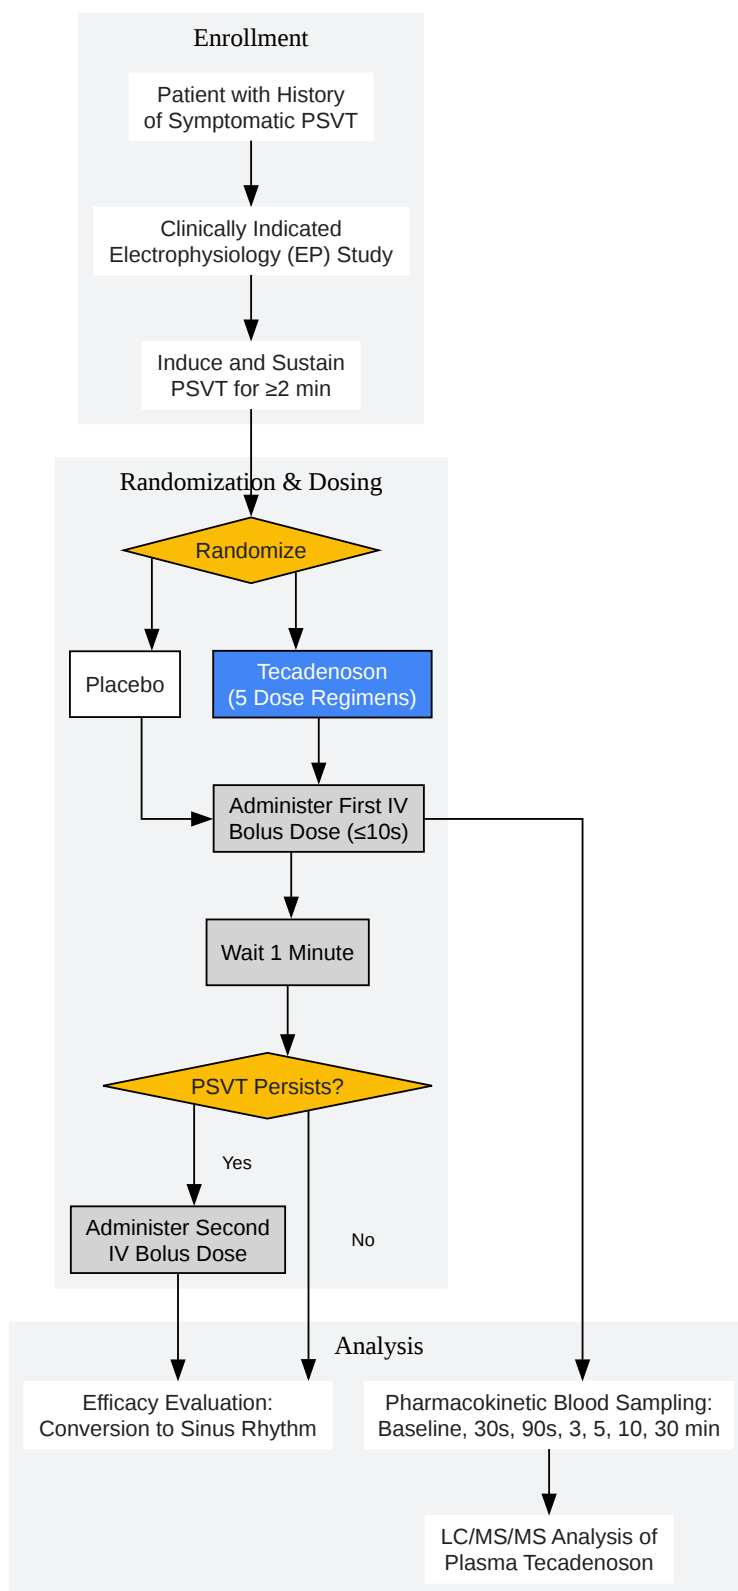 Enrollment
Patient with History
of Symptomatic PSVT
Clinically Indicated
Electrophysiology (EP) Study
Induce and Sustain
PSVT for ≥2 min
Randomization & Dosing
Randomize
Placebo
Tecadenoson
(5 Dose Regimens)
Administer First IV
Bolus Dose (≤10s)
Wait 1 Minute
PSVT Persists?
Yes
Administer Second
IV Bolus Dose
No
Analysis
Efficacy Evaluation:
Conversion to Sinus Rhythm
Pharmacokinetic Blood Sampling:
Baseline, 30s, 90s, 3, 5, 10, 30 min
LC/MS/MS Analysis of
Plasma Tecadenoson